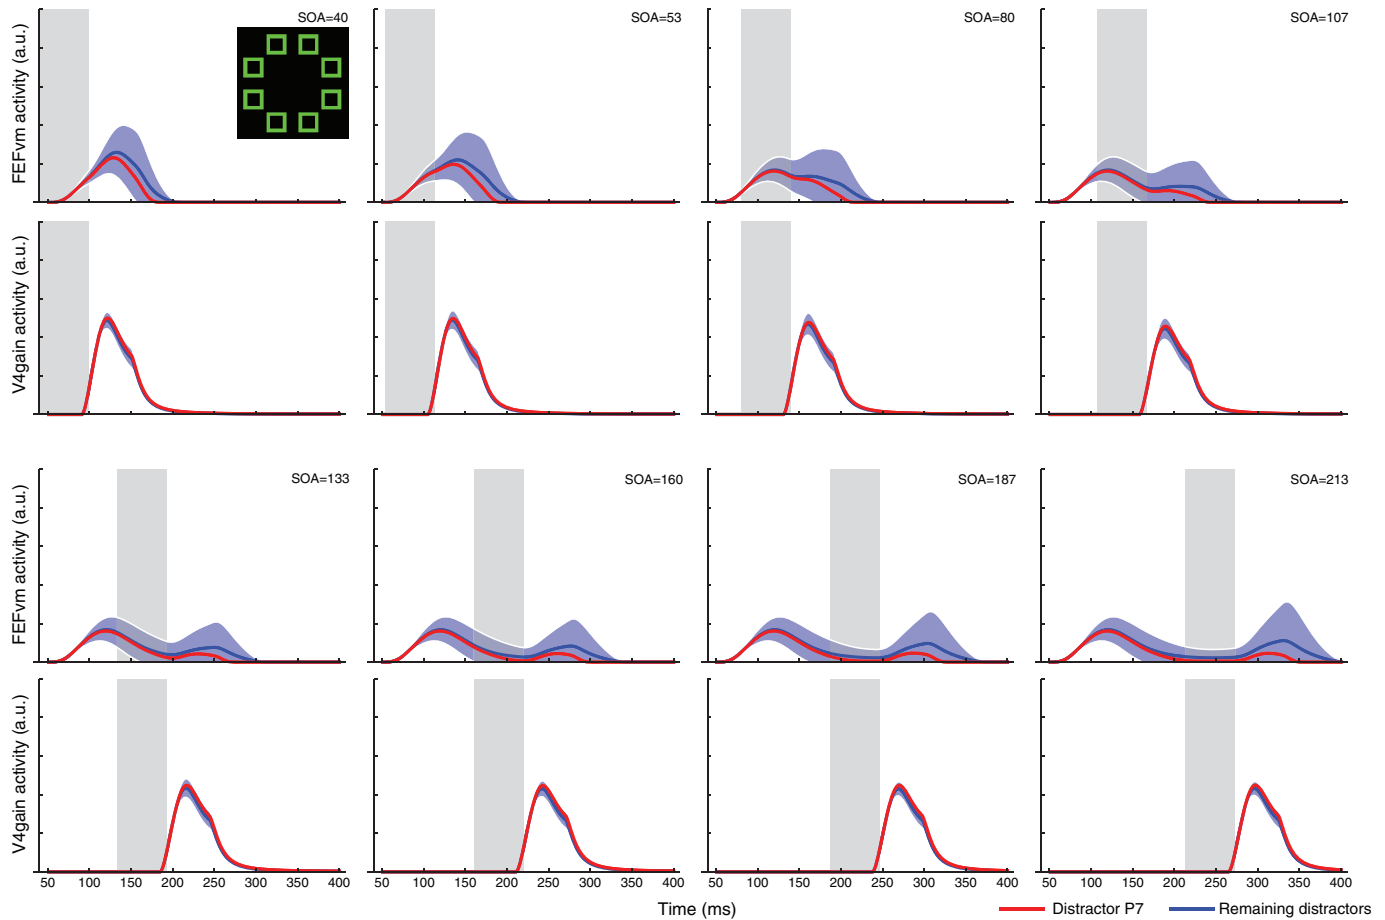 SOA=40
SOA=53
SOA=80
SOA=107
FEFvm activity (a.u.)
V4gain activity (a.u.)
SOA=133
SOA=160
SOA=187
SOA=213
FEFvm activity (a.u.)
V4gain activity (a.u.)
50 100 150 200 250 300 350 400
50 100 150 200 250 300 350 400
50 100 150 200 250 300 350 400
50 100 150 200 250 300 350 400
Time (ms)
Distractor P7
Remaining distractors